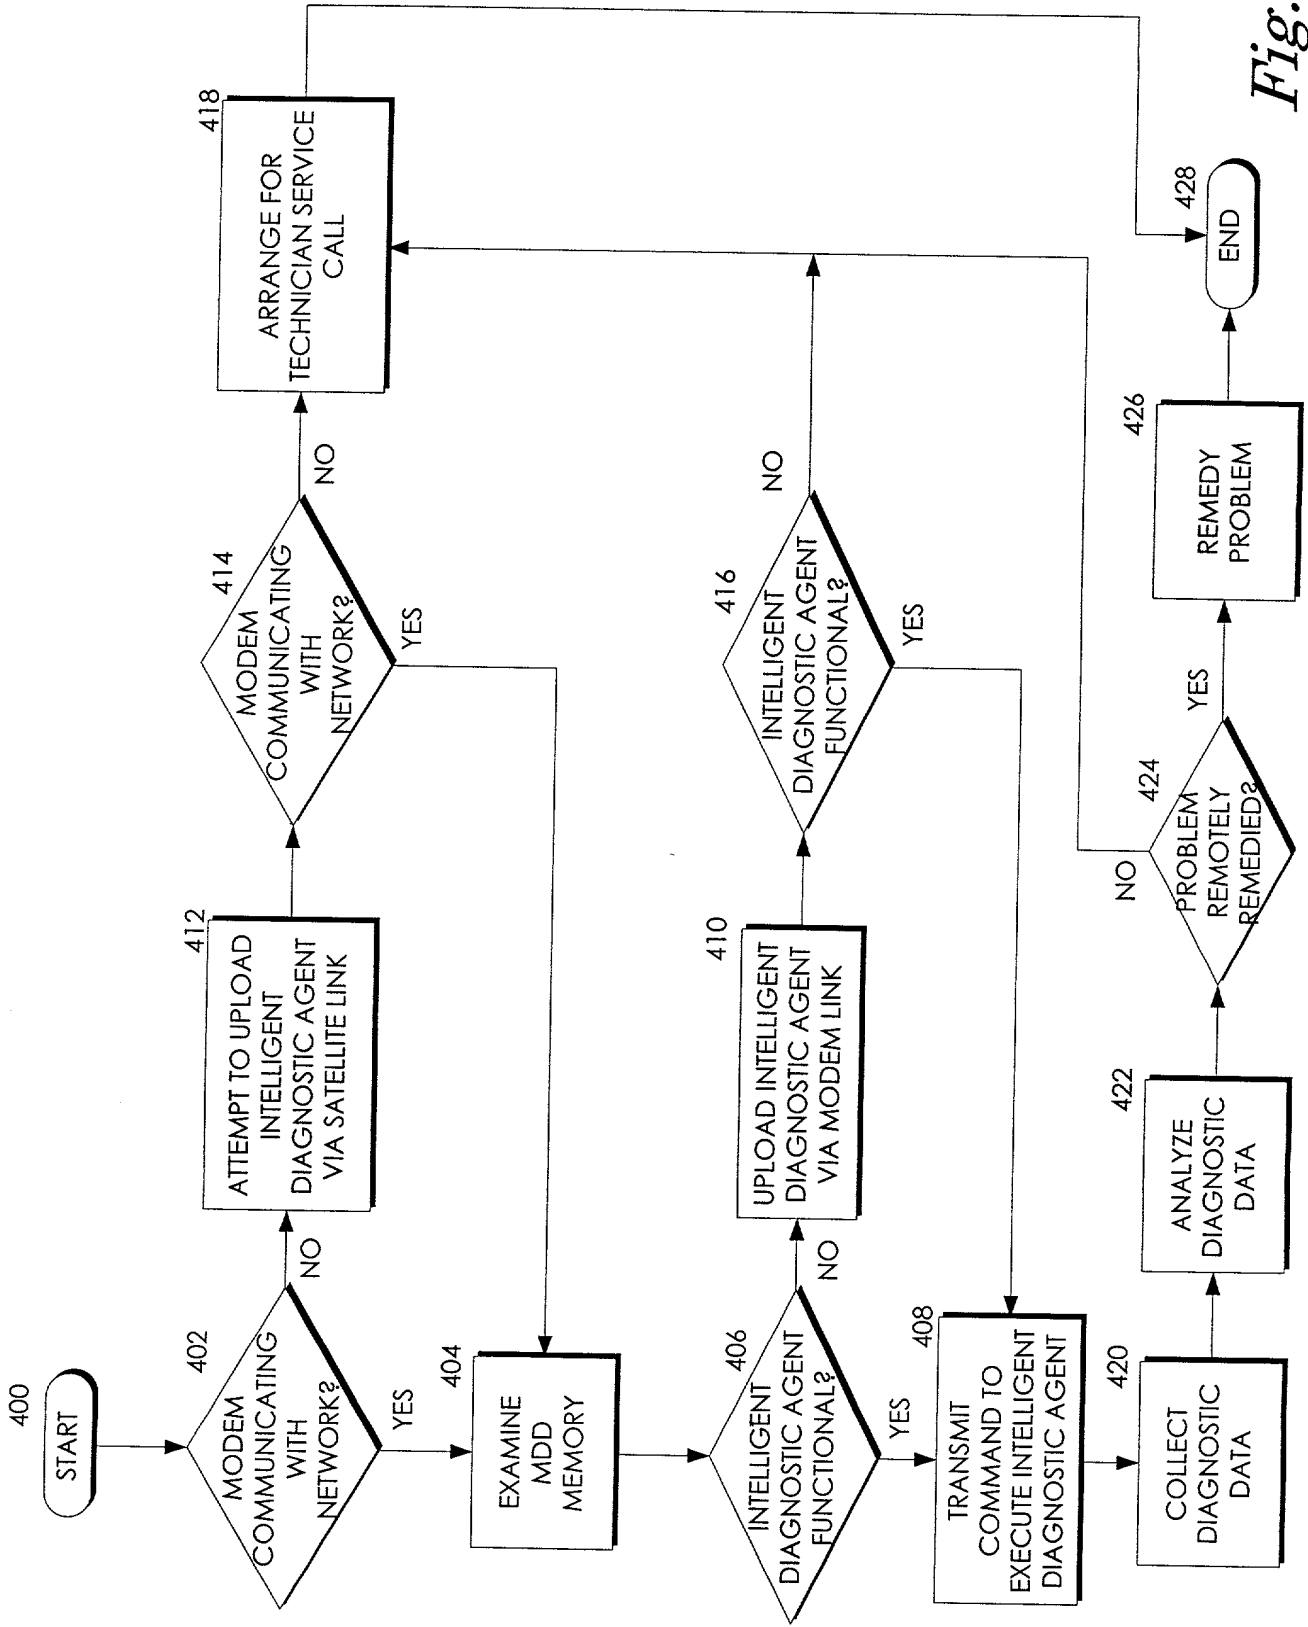 400
START
402
MODEM
COMMUNICATING
WITH
NETWORK?
NO
YES
412
ATTEMPT TO UPLOAD
INTELLIGENT
DIAGNOSTIC AGENT
VIA SATELLITE LINK
414
MODEM
COMMUNICATING
WITH
NETWORK?
NO
YES
418
ARRANGE FOR
TECHNICIAN SERVICE
CALL
404
EXAMINE
MDD
MEMORY
406
INTELLIGENT
DIAGNOSTIC AGENT
FUNCTIONAL?
NO
YES
410
UPLOAD INTELLIGENT
DIAGNOSTIC AGENT
VIA MODEM LINK
416
INTELLIGENT
DIAGNOSTIC AGENT
FUNCTIONAL?
NO
YES
408
TRANSMIT
COMMAND TO
EXECUTE INTELLIGENT
DIAGNOSTIC AGENT
420
COLLECT
DIAGNOSTIC
DATA
422
ANALYZE
DIAGNOSTIC
DATA
424
PROBLEM
REMOTELY
REMEDIED?
NO
YES
426
REMEDY
PROBLEM
428
END
Fig.